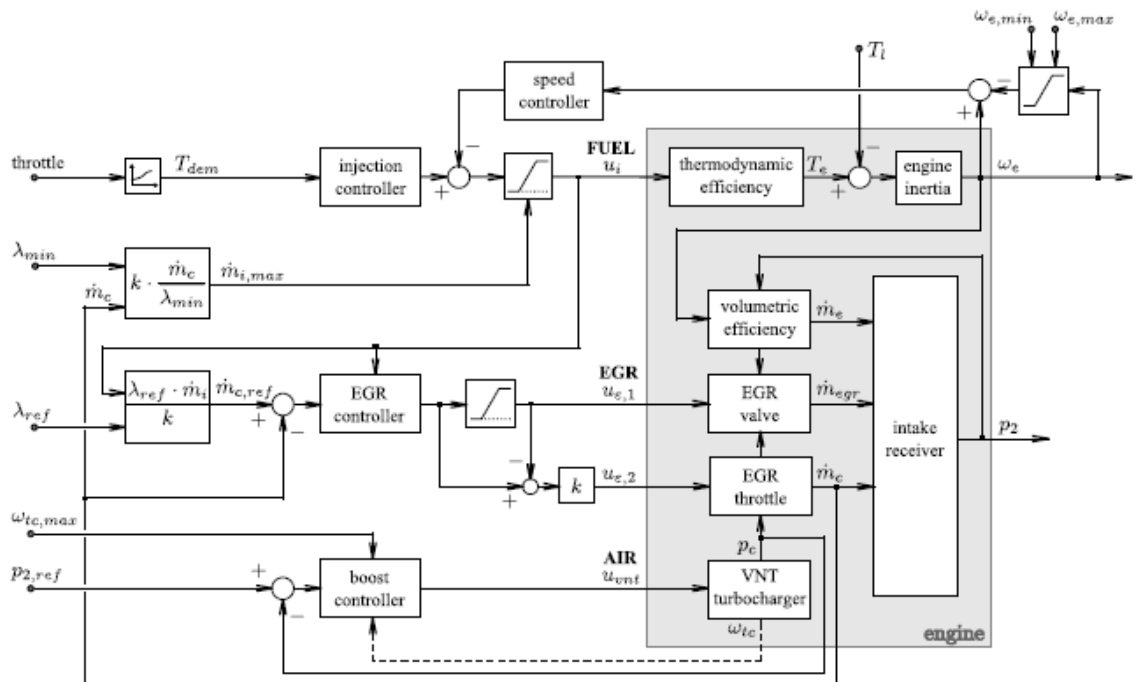 ω_{e,min} ω_{e,max}
T_l
speed
controller
FUEL
u_i
throttle
T_{dem}
injection
controller
thermodynamic
efficiency
T_e
engine
inertia
ω_e
λ_{min}
ṁ_c
k · ṁ_c / λ_{min}
ṁ_{i,max}
volumetric
efficiency
ṁ_e
λ_{ref}
λ_{ref} · ṁ_i / k
ṁ_{c,ref}
EGR
controller
EGR
u_{ε,1}
EGR
valve
ṁ_{egr}
intake
receiver
p_2
k
u_{ε,2}
EGR
throttle
ṁ_c
ω_{tc,max}
p_{2,ref}
boost
controller
AIR
u_{vnt}
p_c
VNT
turbocharger
ω_{tc}
engine